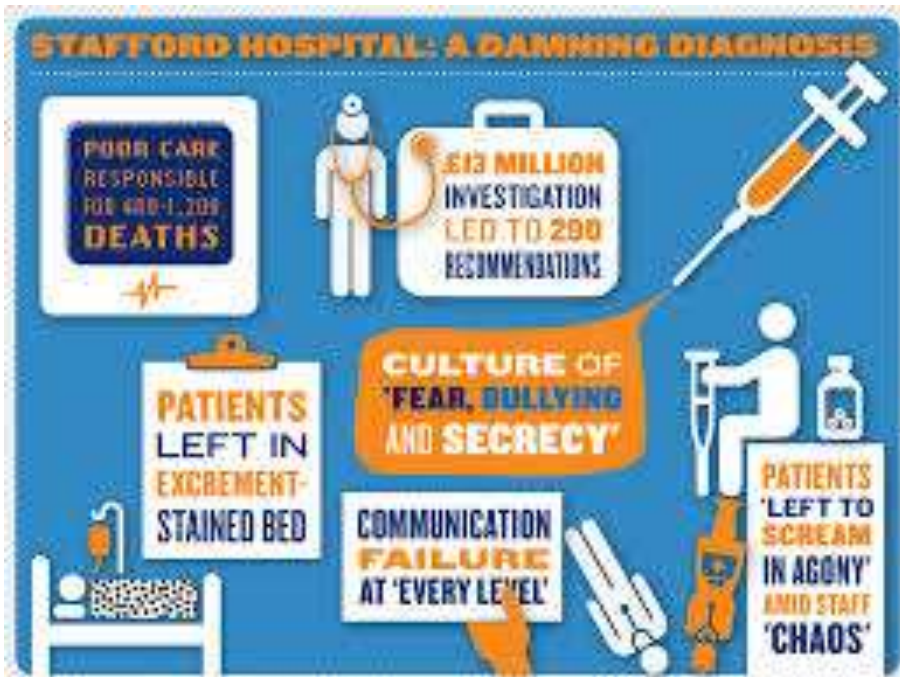 STAFFORD HOSPITAL: A DAMNING DIAGNOSIS
POOR CARE
RESPONSIBLE
FOR 400-1,200
DEATHS
£13 MILLION
INVESTIGATION
LED TO 290
RECOMMENDATIONS
CULTURE OF
'FEAR, BULLYING
AND SECRECY'
PATIENTS
LEFT IN
EXCREMENT-
STAINED BED
COMMUNICATION
FAILURE
AT 'EVERY LEVEL'
PATIENTS
'LEFT TO
SCREAM
IN AGONY'
AMID STAFF
'CHAOS'